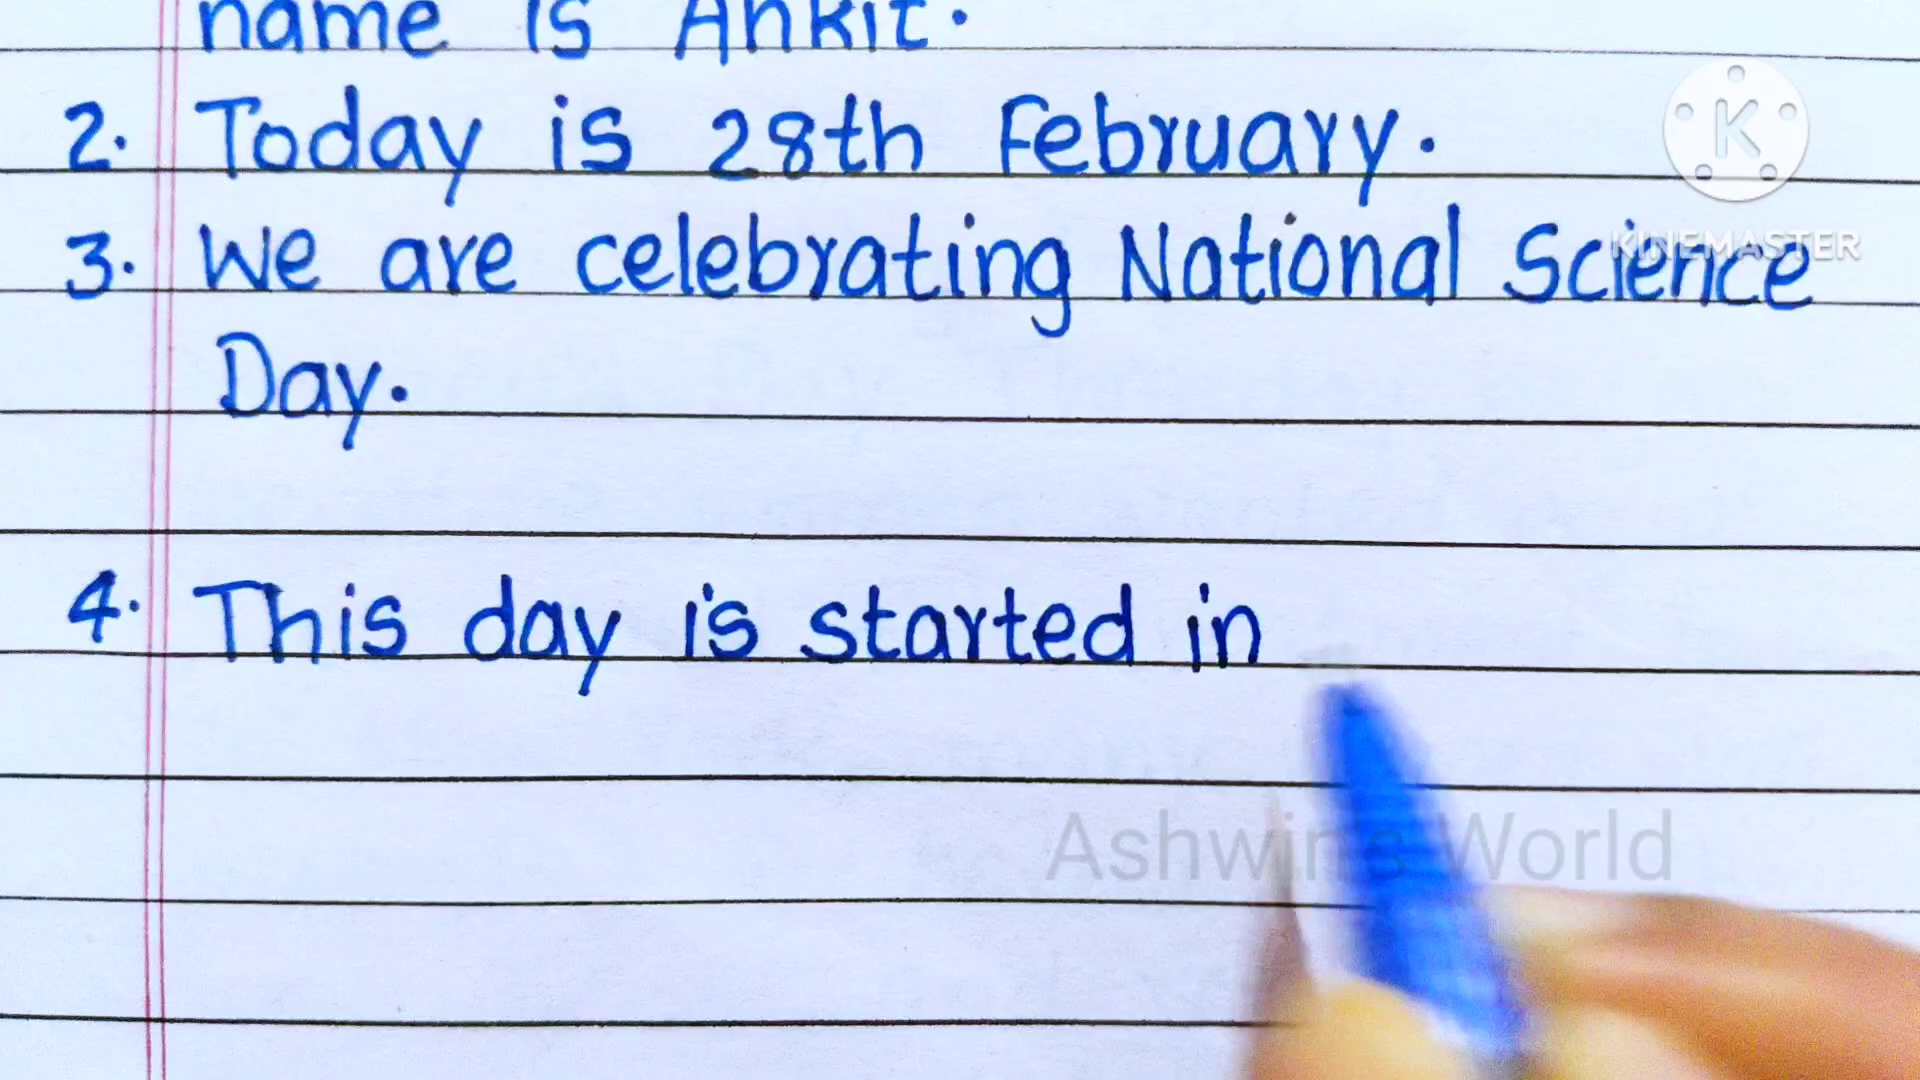 name is Ankit.
2. Today is 28th February.
3. We are celebrating National Science
KINEMASTER
Day.
4. This day is started in
Ashwins World